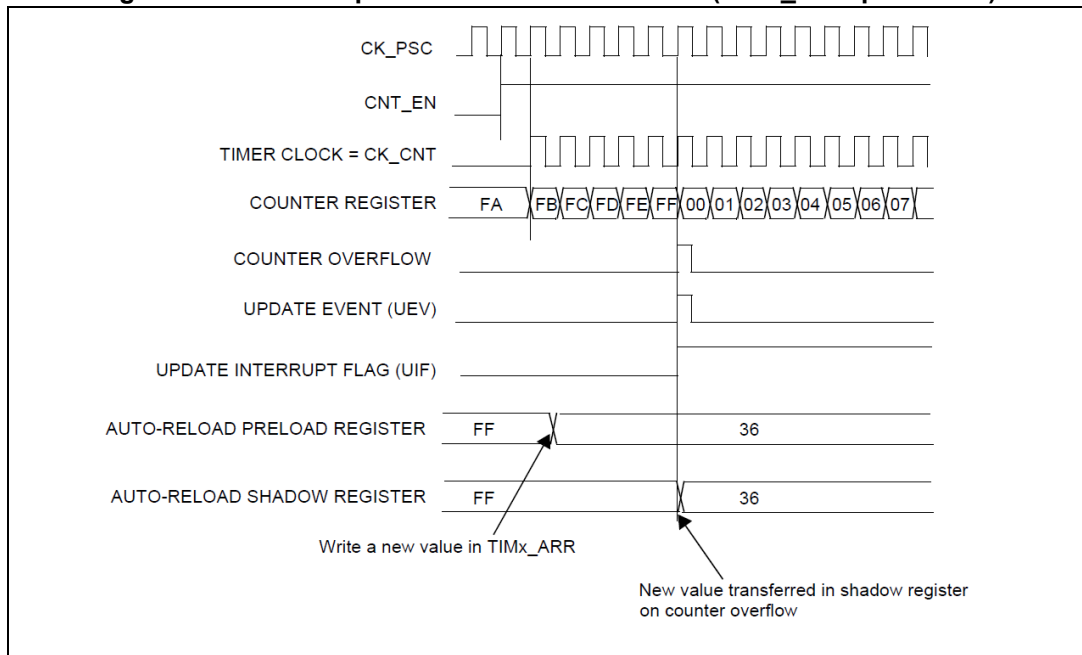 CK_PSC
CNT_EN
TIMER CLOCK = CK_CNT
COUNTER REGISTER FA FB FC FD FE FF 00 01 02 03 04 05 06 07
COUNTER OVERFLOW
UPDATE EVENT (UEV)
UPDATE INTERRUPT FLAG (UIF)
AUTO-RELOAD PRELOAD REGISTER FF 36
AUTO-RELOAD SHADOW REGISTER FF 36
Write a new value in TIMx_ARR
New value transferred in shadow register
on counter overflow